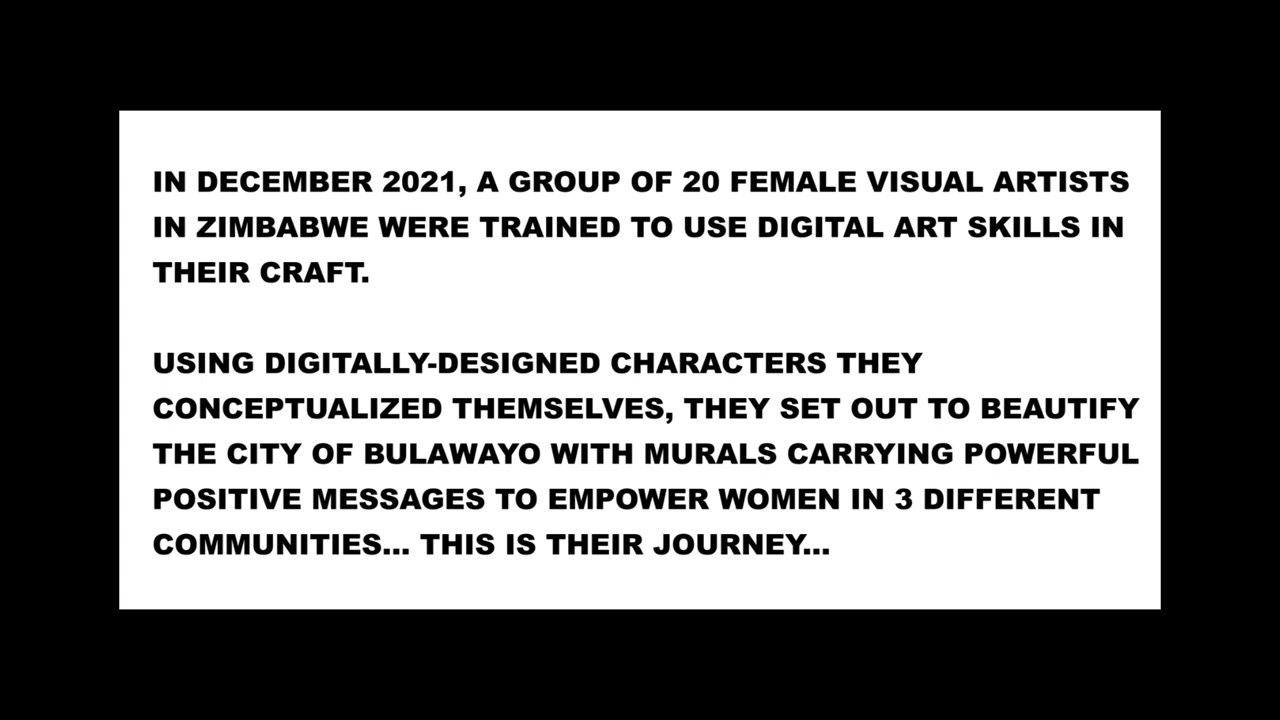 IN DECEMBER 2021, A GROUP OF 20 FEMALE VISUAL ARTISTS
IN ZIMBABWE WERE TRAINED TO USE DIGITAL ART SKILLS IN
THEIR CRAFT.
USING DIGITALLY-DESIGNED CHARACTERS THEY
CONCEPTUALIZED THEMSELVES, THEY SET OUT TO BEAUTIFY
THE CITY OF BULAWAYO WITH MURALS CARRYING POWERFUL
POSITIVE MESSAGES TO EMPOWER WOMEN IN 3 DIFFERENT
COMMUNITIES... THIS IS THEIR JOURNEY...